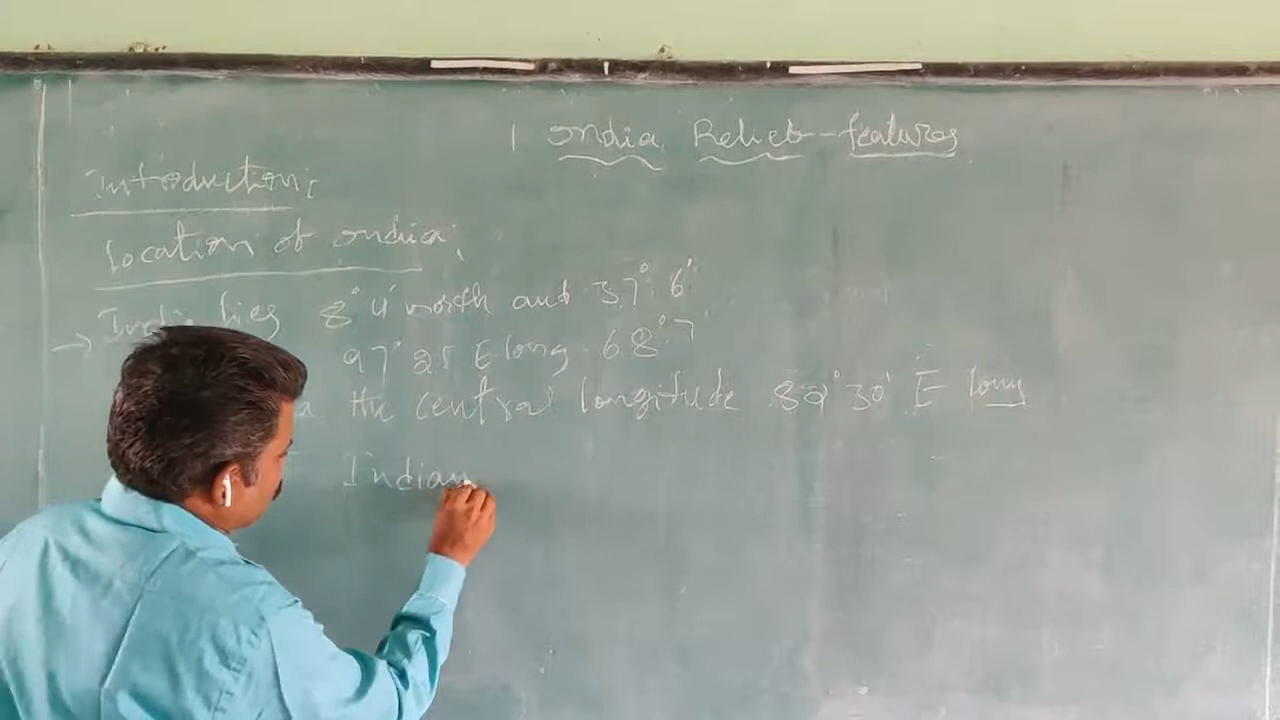 1 India Relief-features
Introduction:
Location of India:
→ India lies 8° 4' North and 37° 6'
97° 25 E. long 68° 7'
the central longitude 82° 30' E long
Indian